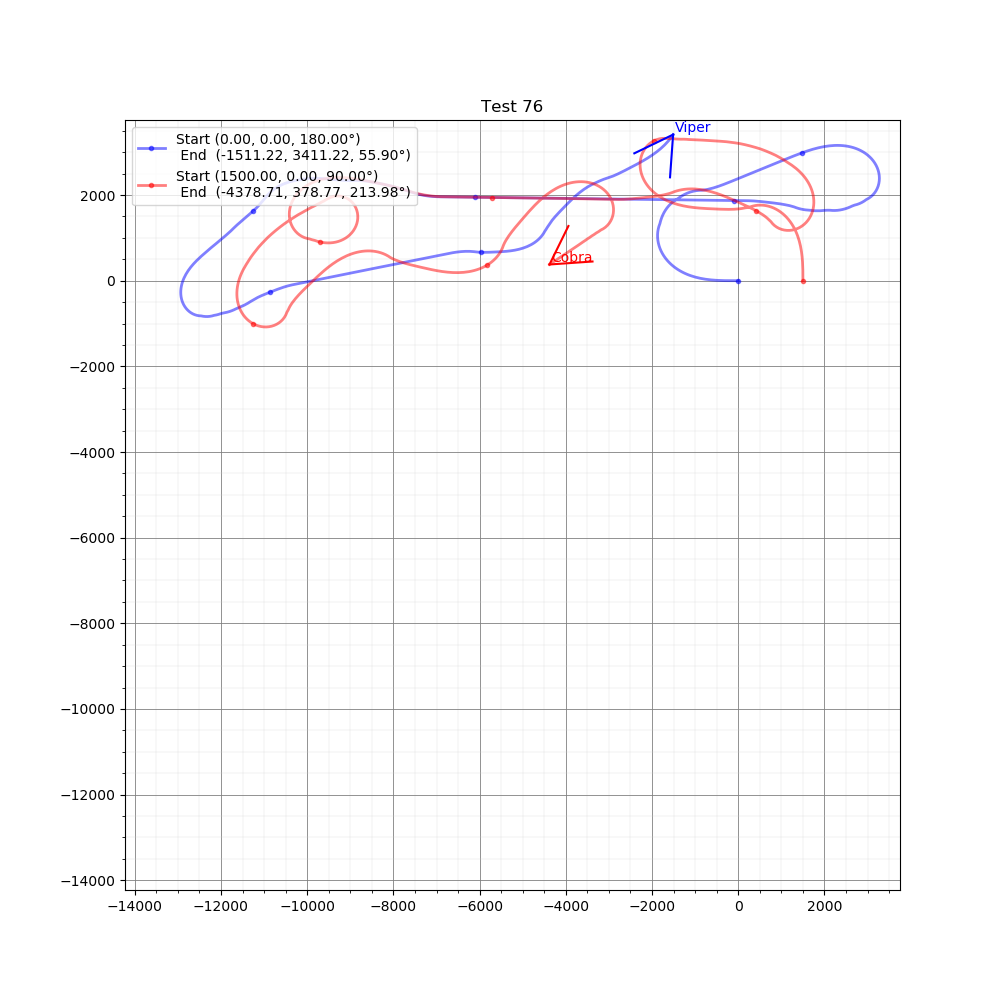 Test 76
Start (0.00, 0.00, 180.00°)
End (-1511.22, 3411.22, 55.90°)
Start (1500.00, 0.00, 90.00°)
End (-4378.71, 378.77, 213.98°)
Viper
Cobra
2000
0
−2000
−4000
−6000
−8000
−10000
−12000
−14000
−14000 −12000 −10000 −8000 −6000 −4000 −2000 0 2000